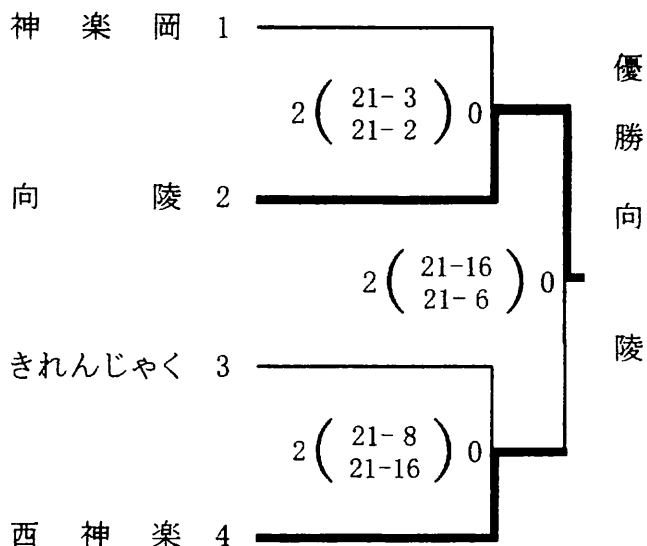 神楽岡 1
2 ( 21- 3 ) 0
21- 2
向陵 2
2 ( 21-16 ) 0
21- 6
きれんじゃく 3
2 ( 21- 8 ) 0
21-16
西神楽 4
優勝向陵